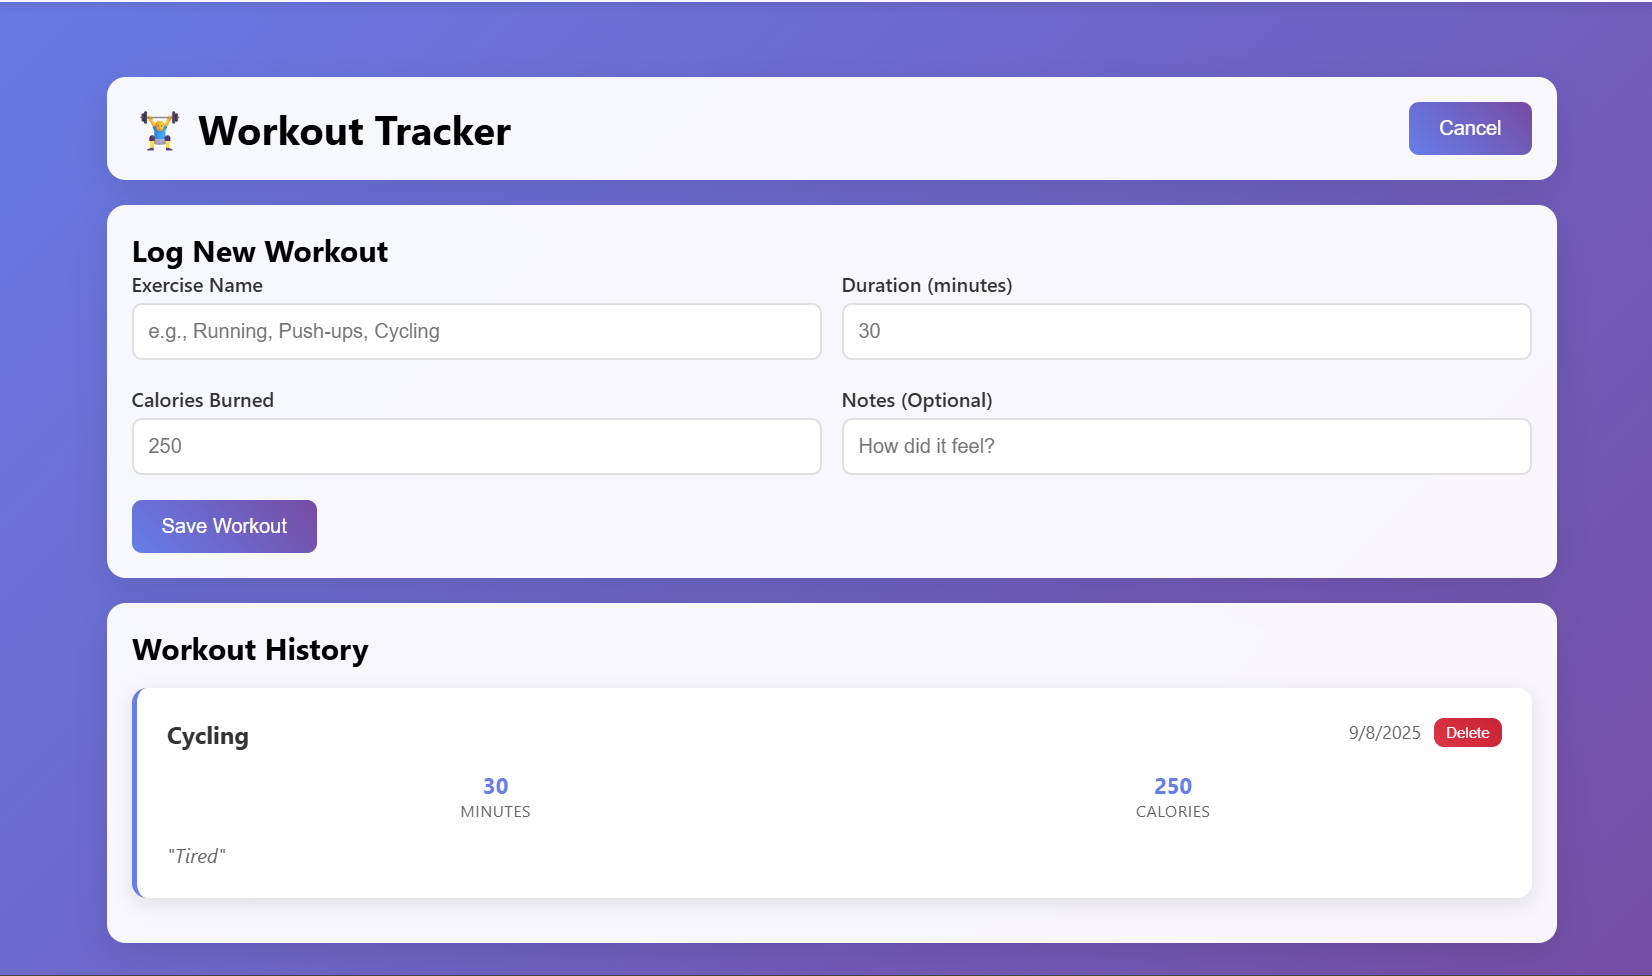 Workout Tracker
Cancel
Log New Workout
Exercise Name
Duration (minutes)
e.g., Running, Push-ups, Cycling
30
Calories Burned
Notes (Optional)
250
How did it feel?
Save Workout
Workout History
Cycling
9/8/2025
Delete
30
250
MINUTES
CALORIES
"Tired"